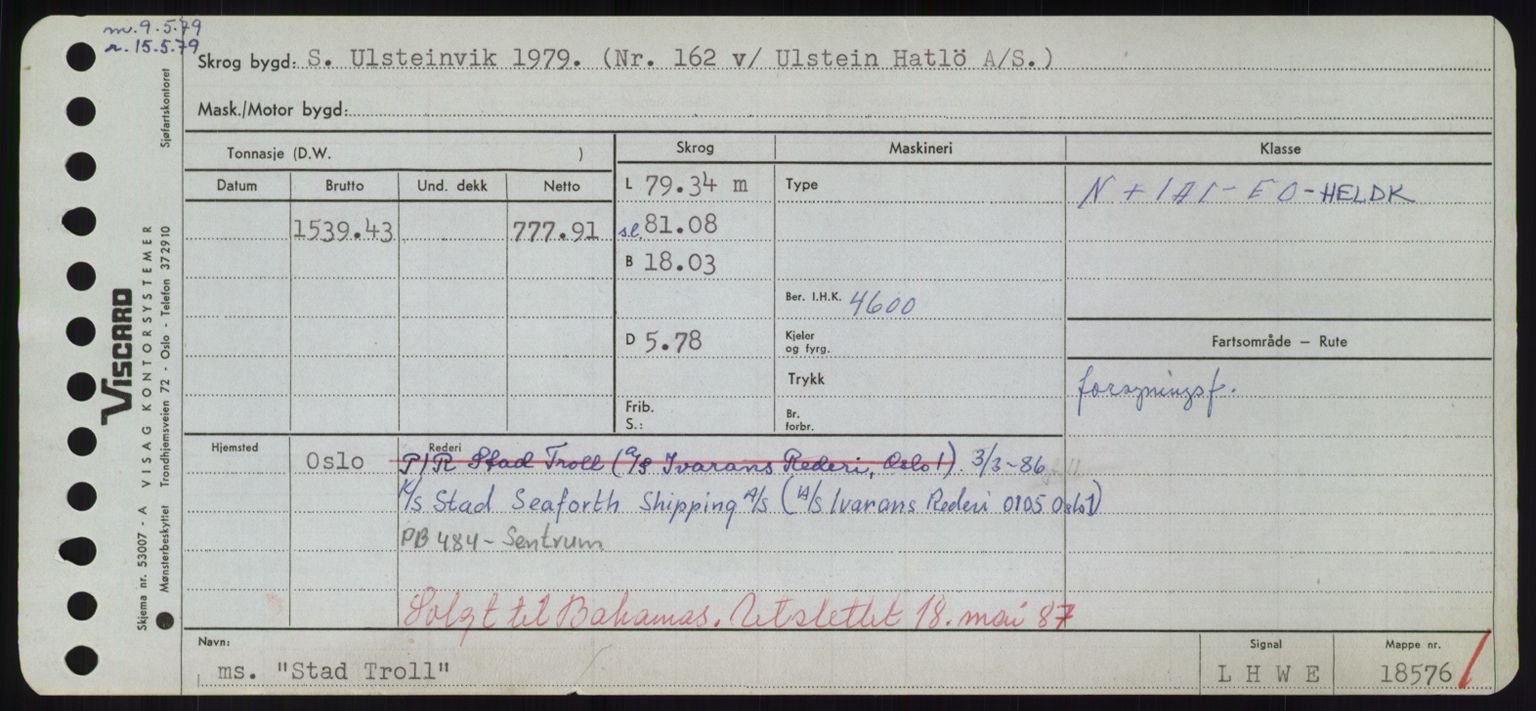 m. 9.5.79
r. 15.5.79
Skrog bygd: S. Ulsteinvik 1979. (Nr. 162 v/ Ulstein Hatlö A/S.)
Mask./Motor bygd:
Tonnasje (D.W. )
Skrog
Maskineri
Klasse
Datum Brutto Und. dekk Netto
L 79.34 m
Type
N + 1A1 - EO - HELDK
1539.43 777.91
s.l. 81.08
B 18.03
Ber. I.H.K. 4600
D 5.78
Kjeler
og fyrg.
Fartsområde — Rute
Trykk
forsyningsf.
Frib.
S.:
Br.
forbr.
Hjemsted
Oslo
Rederi
P/R Stad Troll (A/S Ivarans Rederi, Oslo 1). 3/3-86
K/S Stad Seaforth Shipping A/S (A/S Ivarans Rederi 0105 Oslo 1)
PB 484 - Sentrum
Solgt til Bahamas. Utslettet 18. mai 87
Navn:
ms. "Stad Troll"
Signal
L H W E
Mappe nr.
18576
VISCARD
VISAG KONTORSYSTEMER
Trondhjemsveien 72 - Oslo - Telefon 372910
Sjøfartskontoret
Skjema nr. 53007 - A
Mønsterbeskyttet